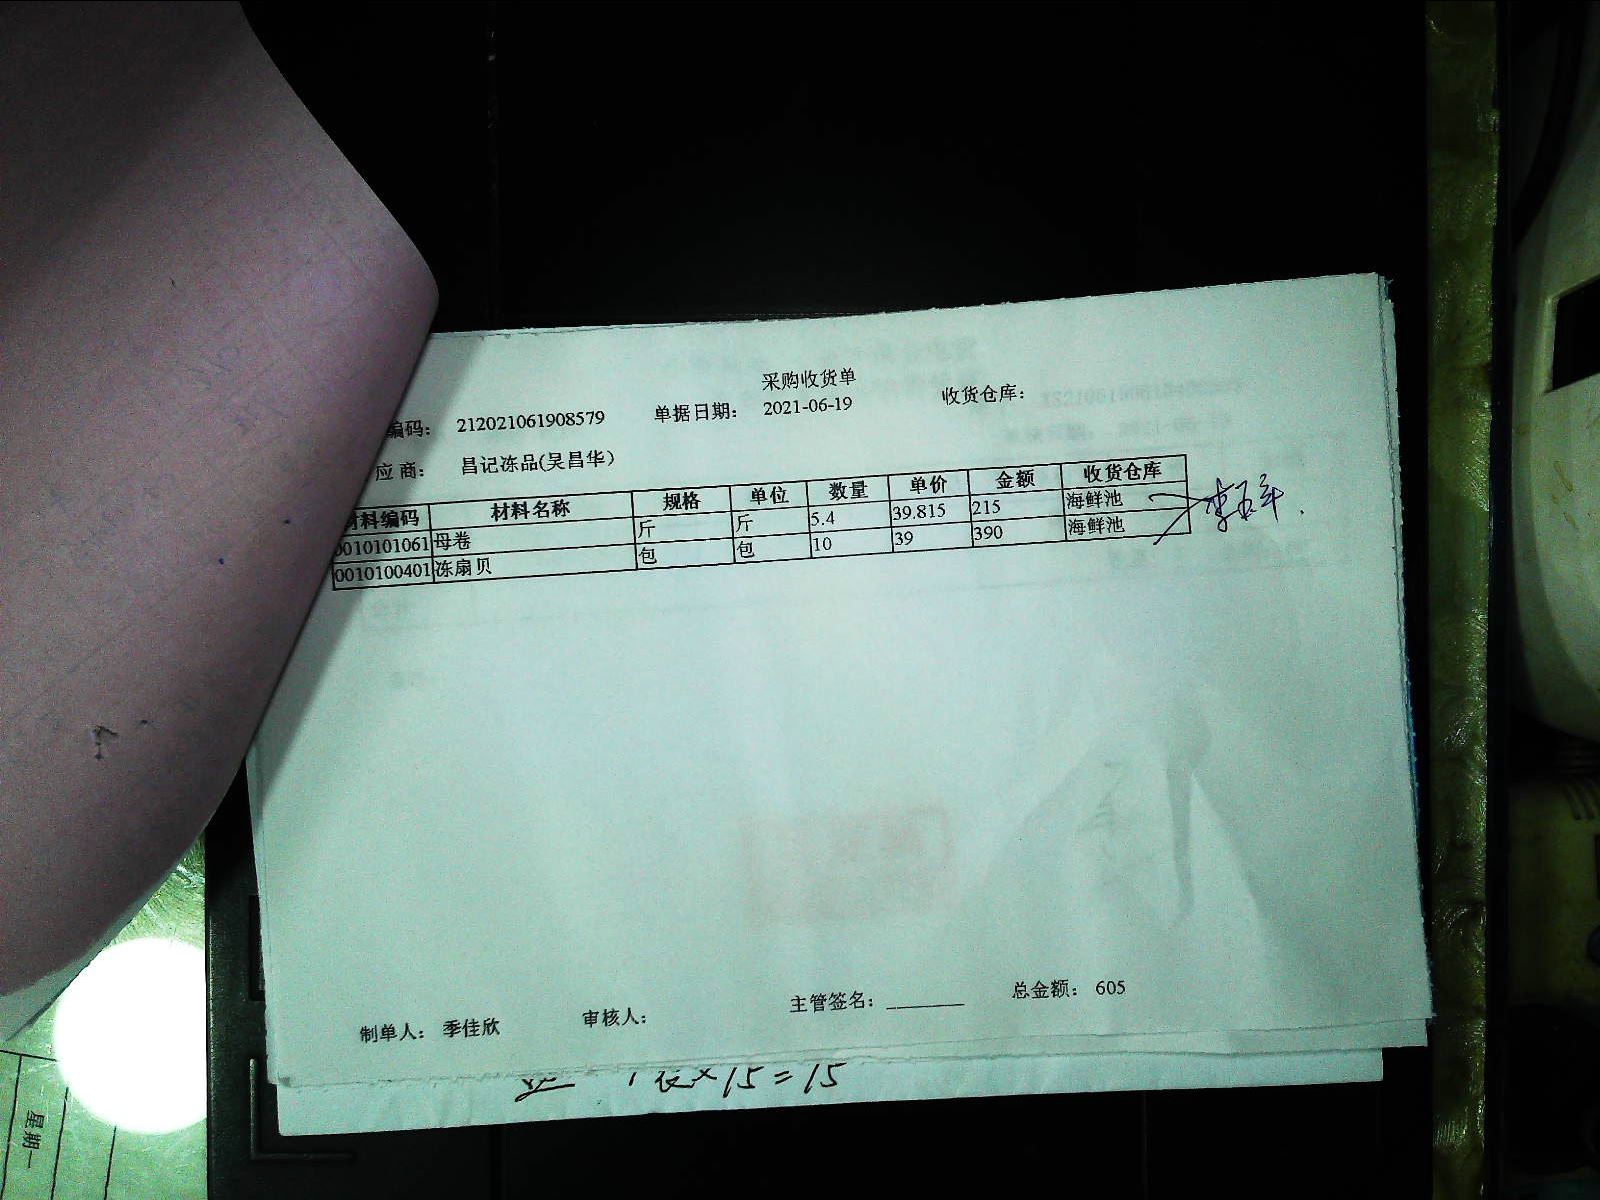 采购收货单
编码： 212021061908579 单据日期： 2021-06-19 收货仓库：
应商： 昌记冻品(吴昌华）
材料编码 材料名称 规格 单位 数量 单价 金额 收货仓库
0010101061 母卷 斤 斤 5.4 39.815 215 海鲜池
0010100401 冻扇贝 包 包 10 39 390 海鲜池
制单人： 季佳欣 审核人： 主管签名： 总金额： 605
15=15
星期一